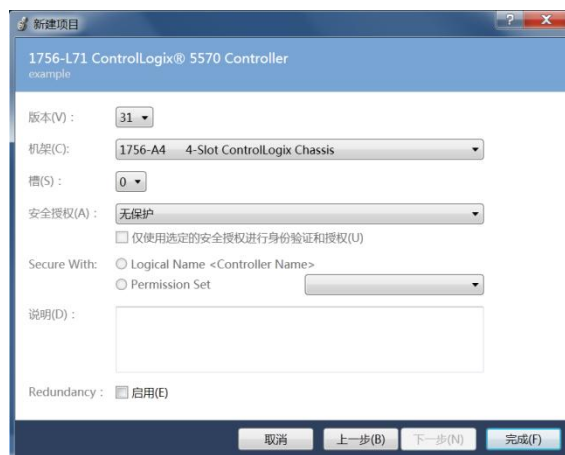 新建项目
1756-L71 ControlLogix® 5570 Controller
example
版本(V)： 31
机架(C): 1756-A4 4-Slot ControlLogix Chassis
槽(S)： 0
安全授权(A)： 无保护
仅使用选定的安全授权进行身份验证和授权(U)
Secure With: Logical Name <Controller Name>
Permission Set
说明(D)：
Redundancy： 启用(E)
取消 上一步(B) 下一步(N) 完成(F)